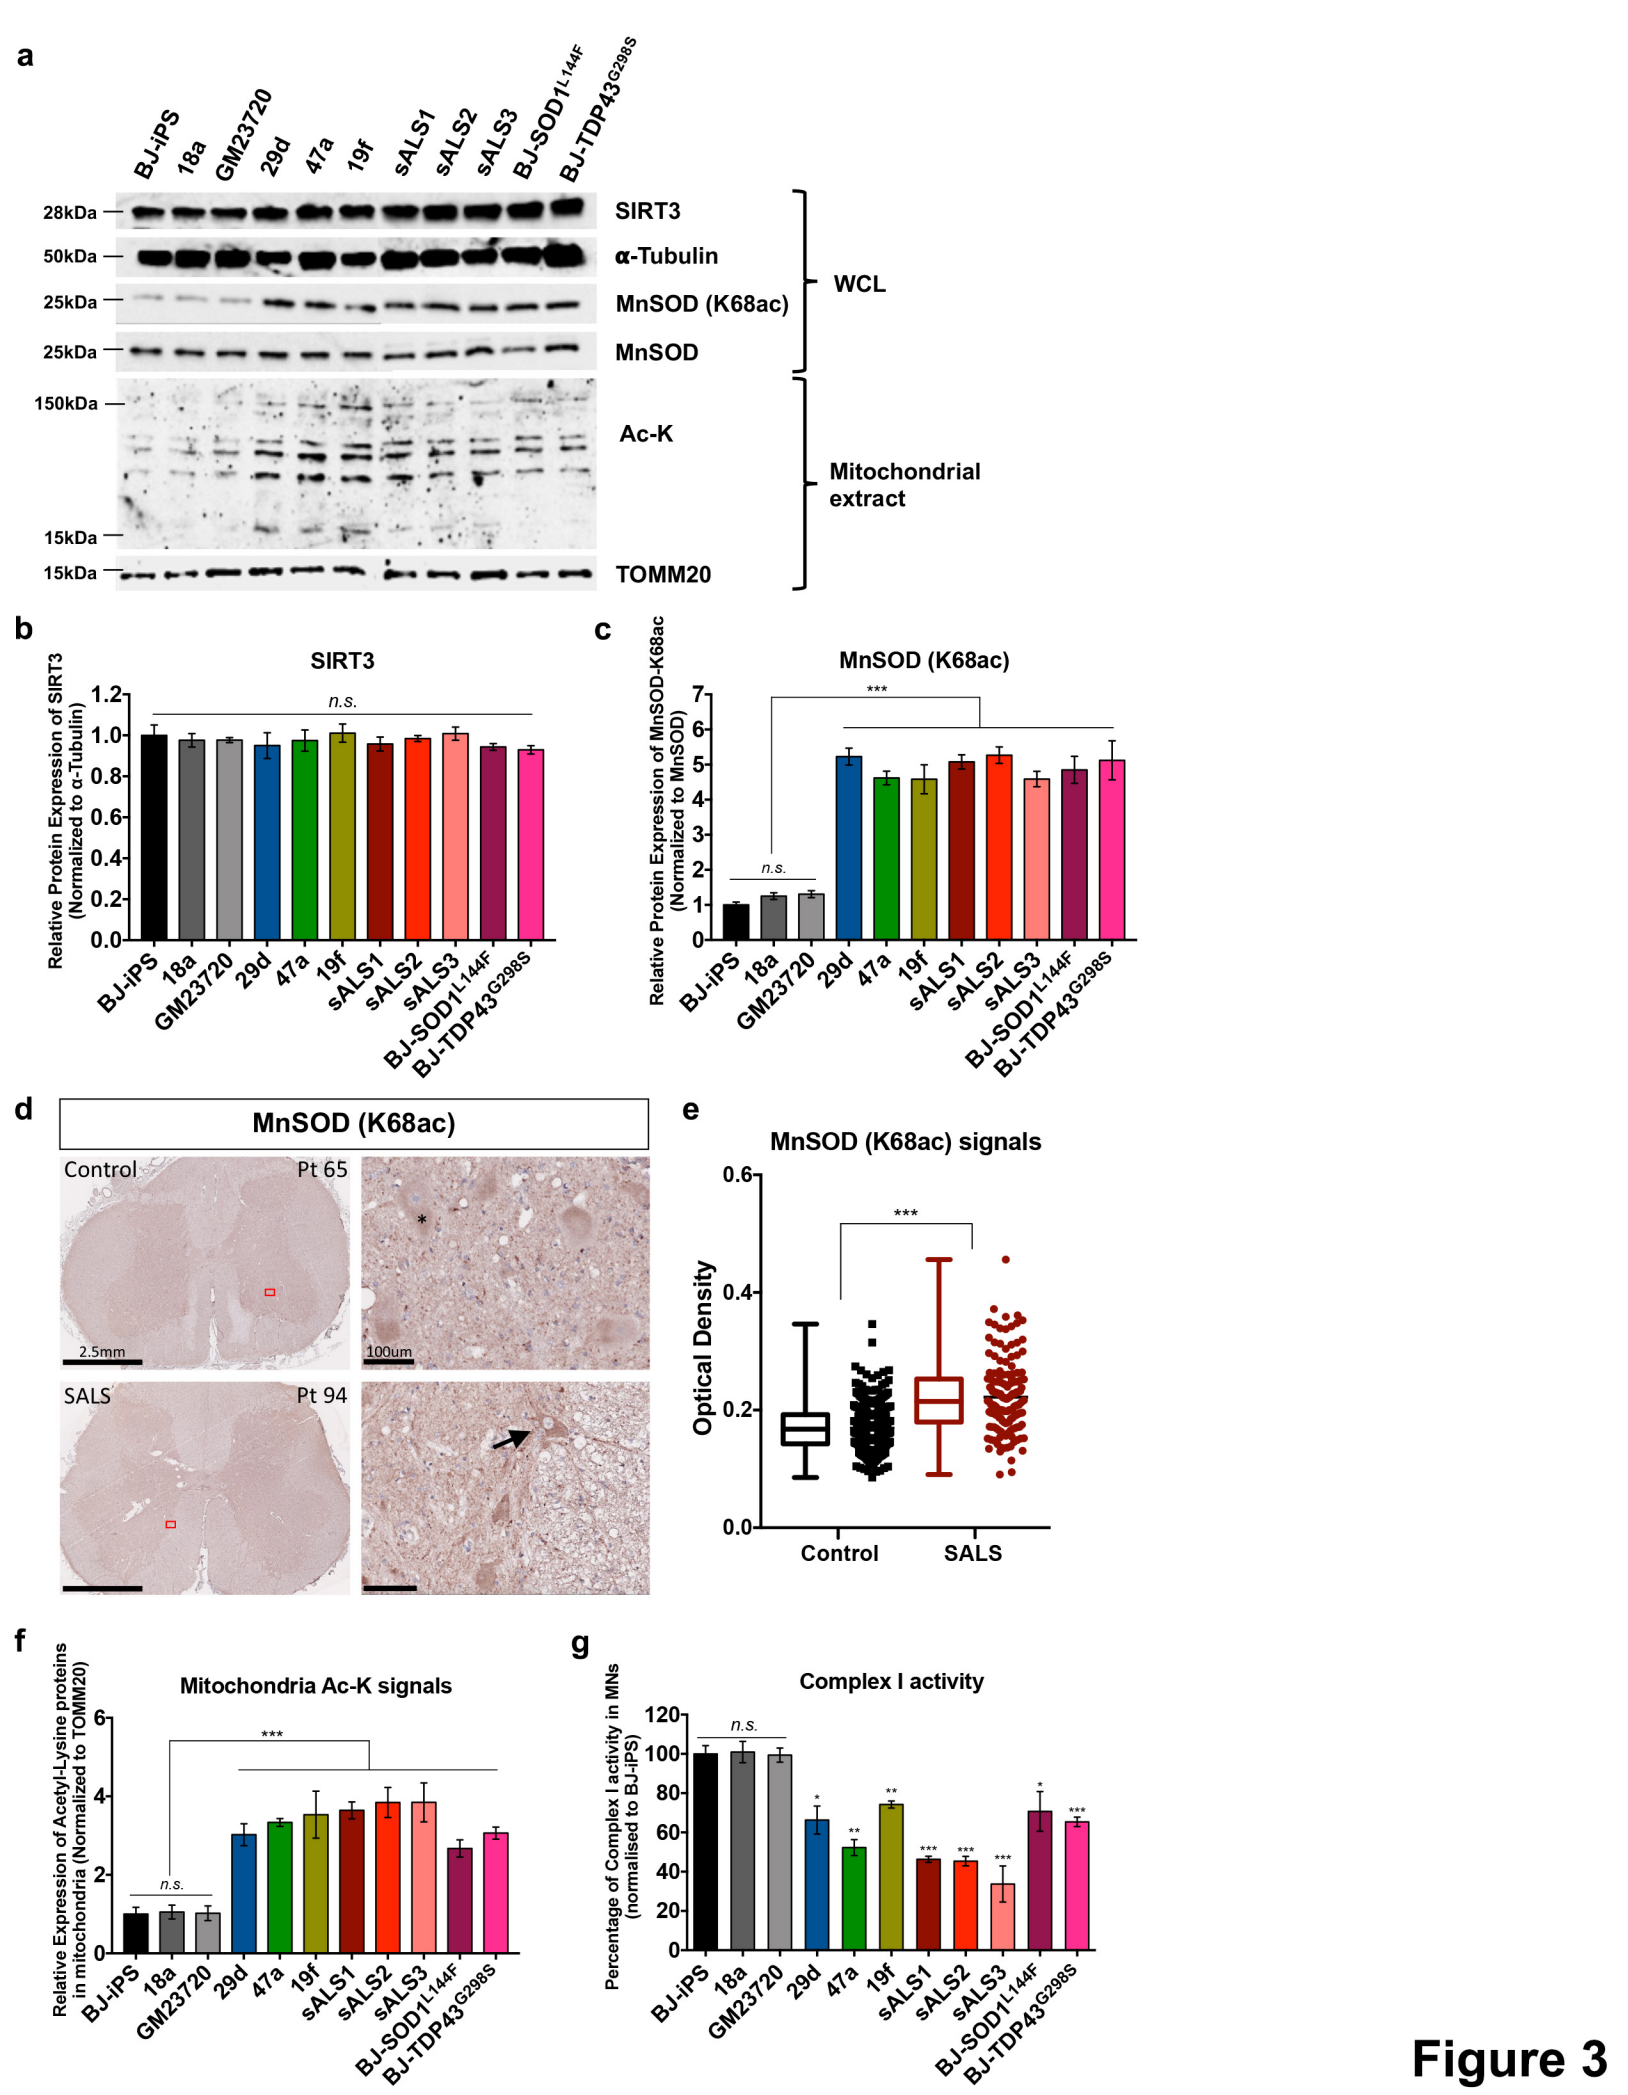 a
BJ-iPS
18a
GM23720
29d
47a
19f
sALS1
sALS2
sALS3
BJ-SOD1L144F
BJ-TDP43G298S
28kDa
SIRT3
50kDa
α-Tubulin
25kDa
MnSOD (K68ac)
25kDa
MnSOD
WCL
150kDa
Ac-K
15kDa
15kDa
TOMM20
Mitochondrial
extract
b
SIRT3
Relative Protein Expression of SIRT3
(Normalized to α-Tubulin)
n.s.
1.2
1.0
0.8
0.6
0.4
0.2
0.0
BJ-iPS
18a
GM23720
29d
47a
19f
sALS1
sALS2
sALS3
BJ-SOD1L144F
BJ-TDP43G298S
c
MnSOD (K68ac)
Relative Protein Expression of MnSOD-K68ac
(Normalized to MnSOD)
***
n.s.
7
6
5
4
3
2
1
0
BJ-iPS
18a
GM23720
29d
47a
19f
sALS1
sALS2
sALS3
BJ-SOD1L144F
BJ-TDP43G298S
d
MnSOD (K68ac)
Control
Pt 65
2.5mm
*
100um
SALS
Pt 94
e
MnSOD (K68ac) signals
Optical Density
***
0.6
0.4
0.2
0.0
Control
SALS
f
Mitochondria Ac-K signals
Relative Expression of Acetyl-Lysine proteins
in mitochondria (Normalized to TOMM20)
***
n.s.
6
4
2
0
BJ-iPS
18a
GM23720
29d
47a
19f
sALS1
sALS2
sALS3
BJ-SOD1L144F
BJ-TDP43G298S
g
Complex I activity
Percentage of Complex I activity in MNs
(normalised to BJ-iPS)
n.s.
*
**
**
***
***
***
*
***
120
100
80
60
40
20
0
BJ-iPS
18a
GM23720
29d
47a
19f
sALS1
sALS2
sALS3
BJ-SOD1L144F
BJ-TDP43G298S
Figure 3